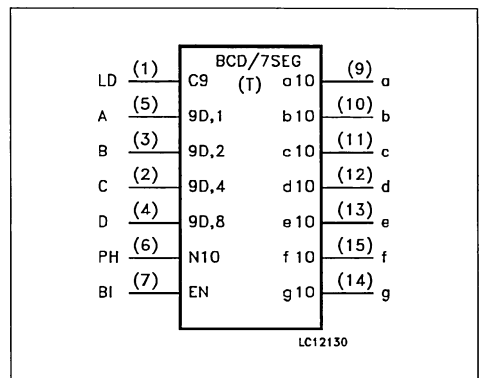 BCD/7SEG
(T)
LD (1) C9 a10 (9) a
A (5) 9D,1 b10 (10) b
B (3) 9D,2 c10 (11) c
C (2) 9D,4 d10 (12) d
D (4) 9D,8 e10 (13) e
PH (6) N10 f10 (15) f
BI (7) EN g10 (14) g
LC12130